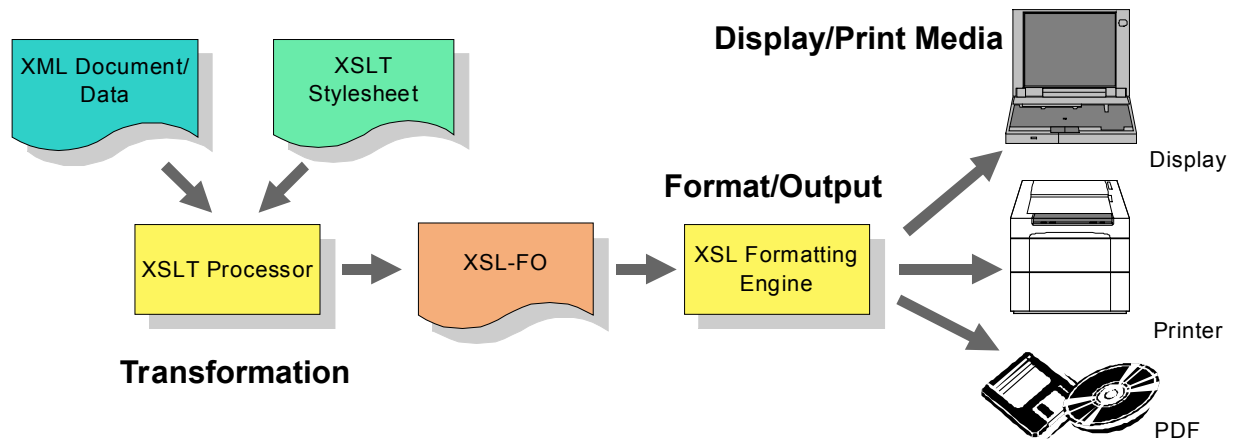 Display/Print Media
XML Document/
Data
XSLT
Stylesheet
Display
Format/Output
XSLT Processor
XSL-FO
XSL Formatting
Engine
Printer
Transformation
PDF